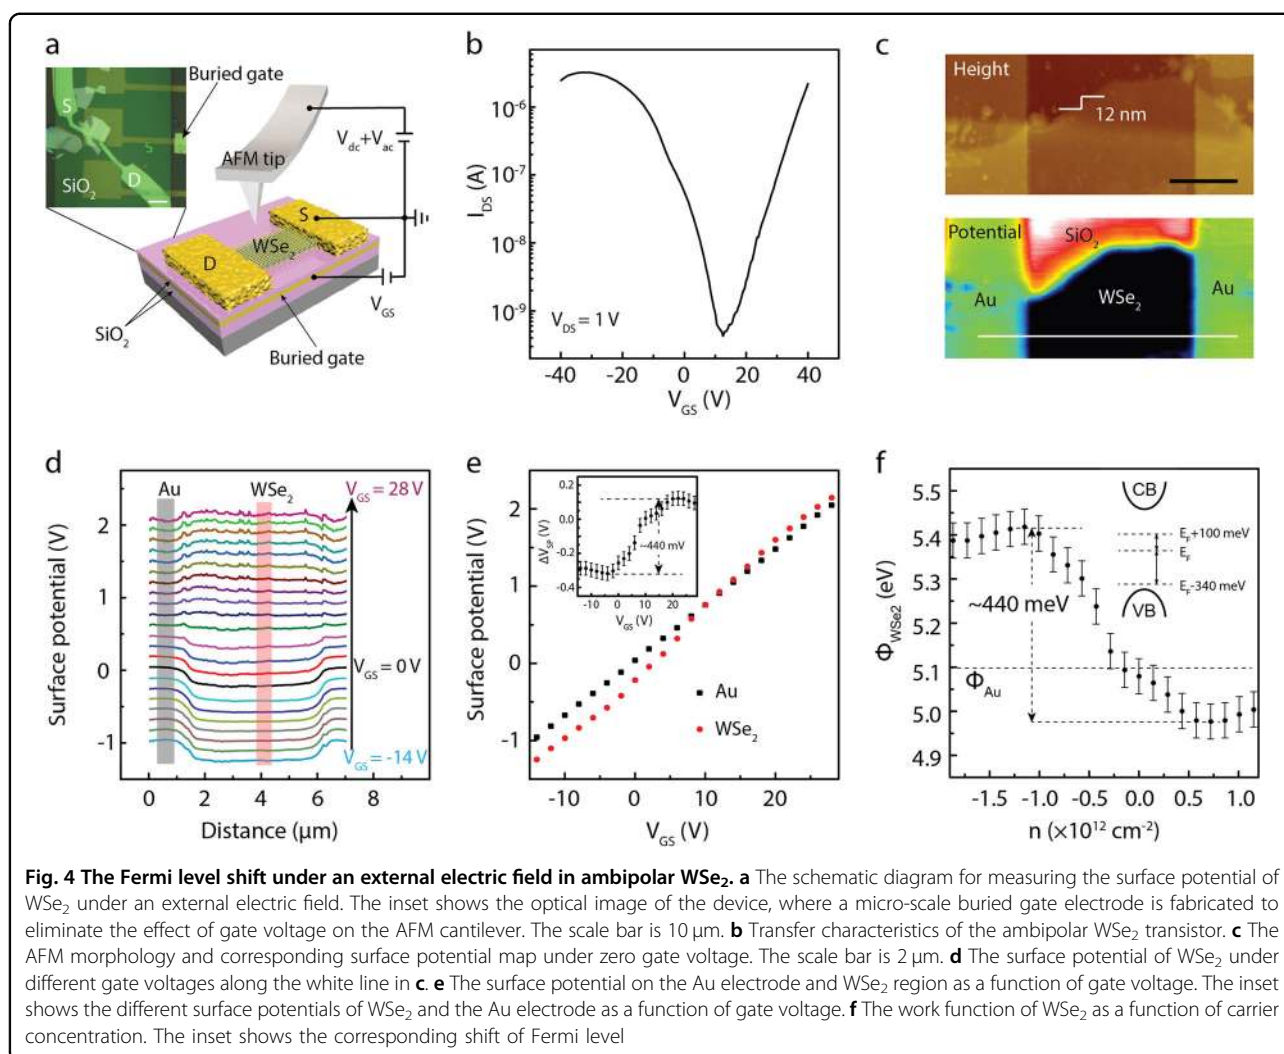 a
Buried gate
S
S
D
SiO2
AFM tip
Vdc+Vac
S
WSe2
D
VGS
SiO2
Buried gate
b
IDS (A)
10-6
10-7
10-8
10-9
VDS = 1 V
-40 -20 0 20 40
VGS (V)
c
Height
12 nm
Potential
SiO2
Au
WSe2
Au
d
Surface potential (V)
2
1
0
-1
Au
WSe2
VGS = 28 V
VGS = 0 V
VGS = -14 V
0 2 4 6 8
Distance (μm)
e
Surface potential (V)
2
1
0
-1
0.2
0.0
-0.2
-0.4
ΔVSP (V)
~440 mV
-10 0 10 20
VGS (V)
Au
WSe2
-10 0 10 20
VGS (V)
f
ΦWSe2 (eV)
5.5
5.4
5.3
5.2
5.1
5.0
4.9
CB
EF+100 meV
EF
EF-340 meV
VB
~440 meV
ΦAu
-1.5 -1.0 -0.5 0.0 0.5 1.0
n (×1012 cm-2)
Fig. 4 The Fermi level shift under an external electric field in ambipolar WSe2. a The schematic diagram for measuring the surface potential of
WSe2 under an external electric field. The inset shows the optical image of the device, where a micro-scale buried gate electrode is fabricated to
eliminate the effect of gate voltage on the AFM cantilever. The scale bar is 10 μm. b Transfer characteristics of the ambipolar WSe2 transistor. c The
AFM morphology and corresponding surface potential map under zero gate voltage. The scale bar is 2 μm. d The surface potential of WSe2 under
different gate voltages along the white line in c. e The surface potential on the Au electrode and WSe2 region as a function of gate voltage. The inset
shows the different surface potentials of WSe2 and the Au electrode as a function of gate voltage. f The work function of WSe2 as a function of carrier
concentration. The inset shows the corresponding shift of Fermi level